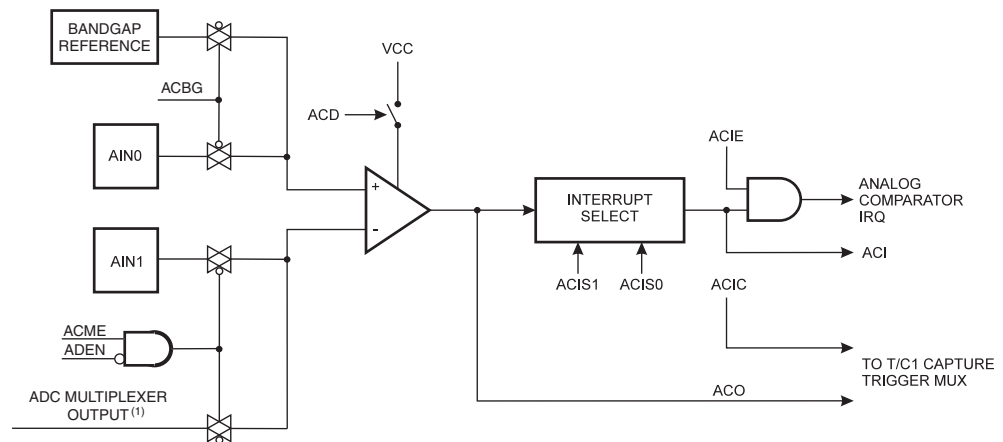 BANDGAP
REFERENCE
VCC
ACBG
ACD
AIN0
ACIE
+
INTERRUPT
SELECT
ANALOG
COMPARATOR
IRQ
-
AIN1
ACI
ACIS1 ACIS0 ACIC
ACME
ADEN
TO T/C1 CAPTURE
TRIGGER MUX
ADC MULTIPLEXER
OUTPUT (1)
ACO